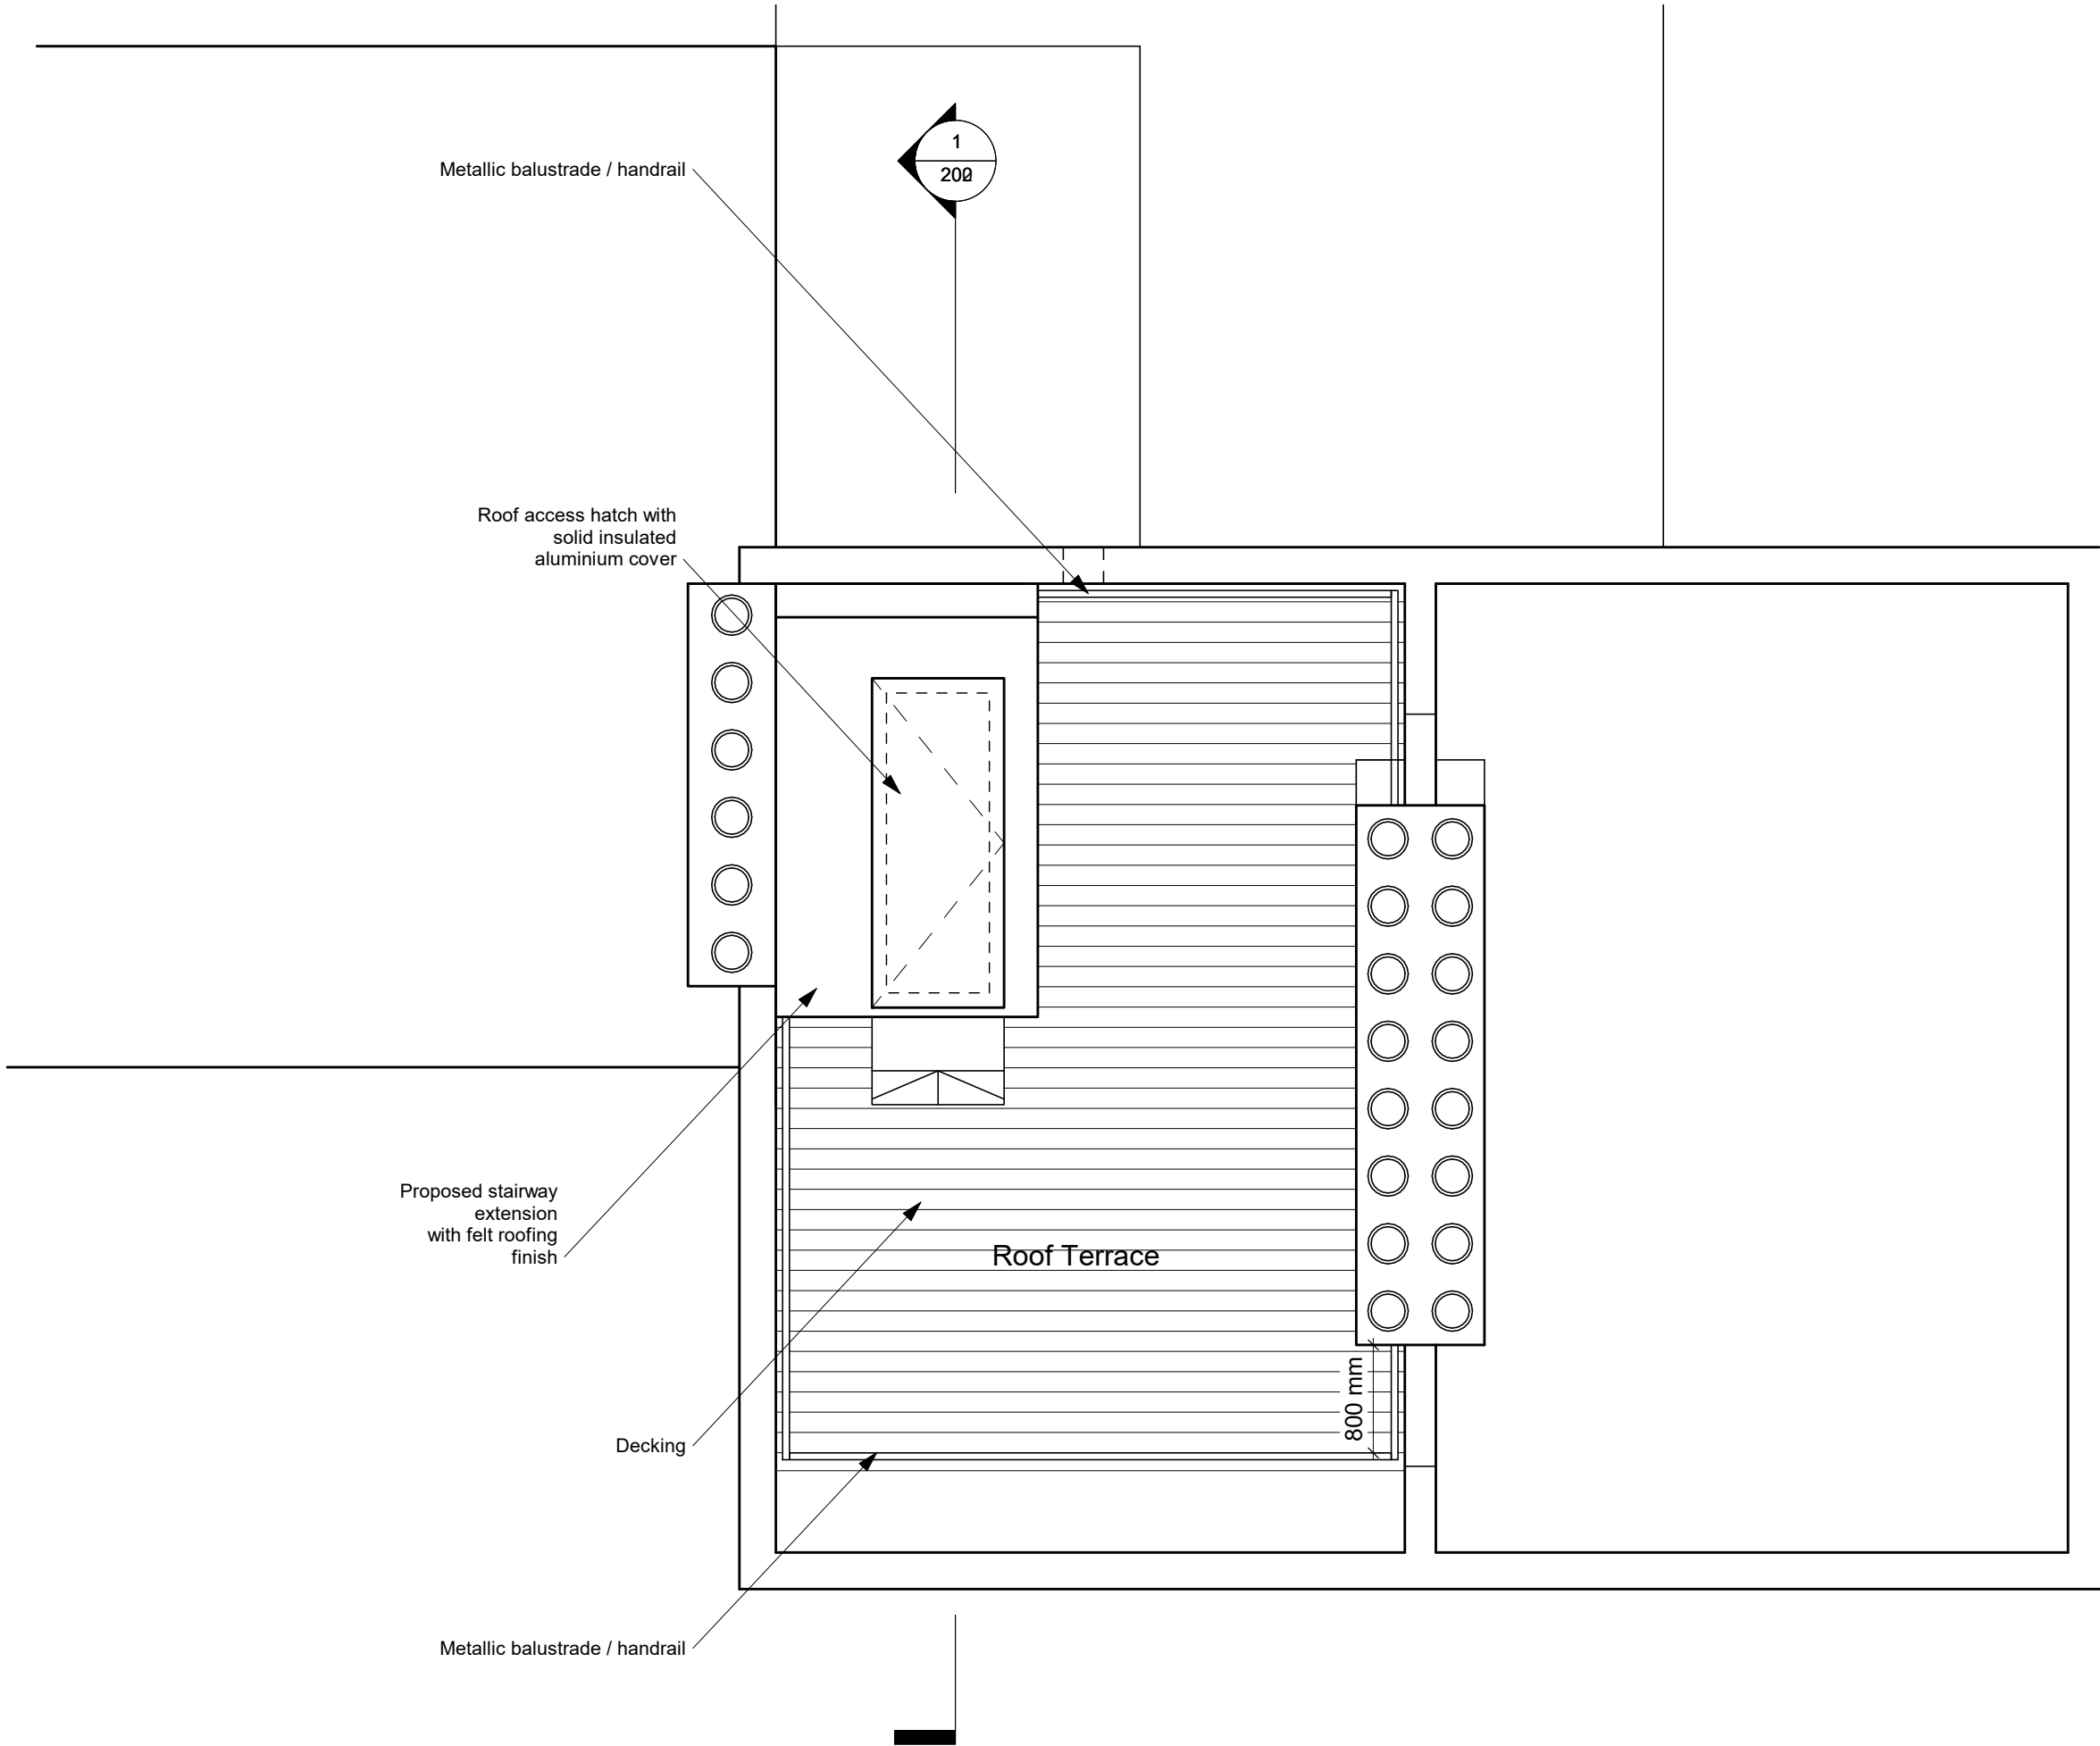 1
Metallic balustrade / handrail
Roof access hatch with
solid insulated
aluminium cover
Proposed stairway
extension
with felt roofing
finish
Roof Terrace
800 mm
Decking
Metallic balustrade / handrail